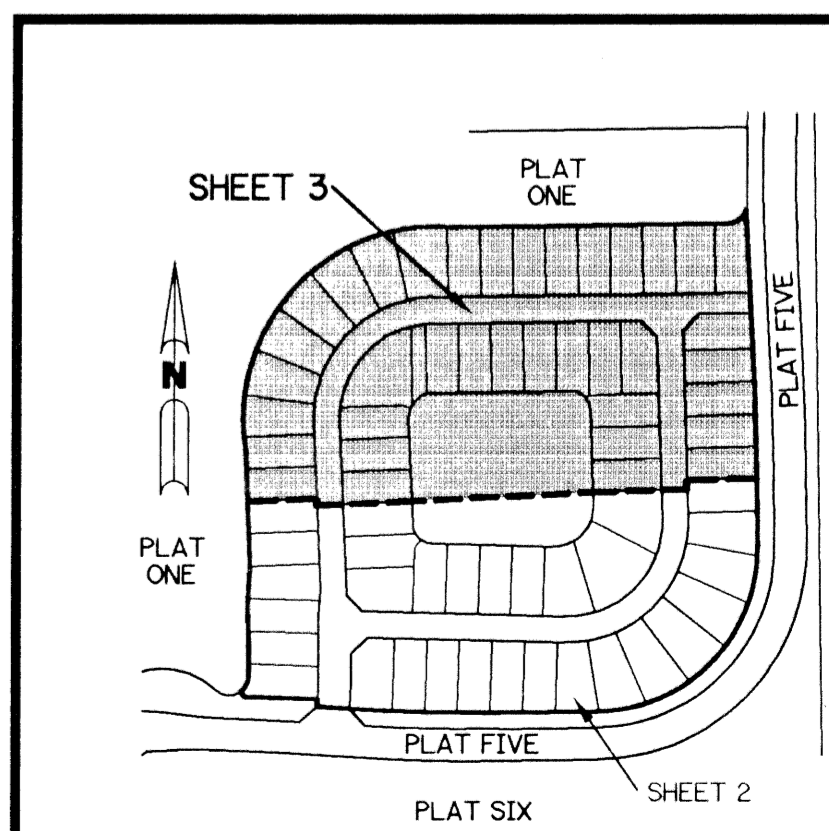 PLAT
ONE
SHEET 3
PLAT FIVE
N
PLAT
ONE
PLAT FIVE
SHEET 2
PLAT SIX